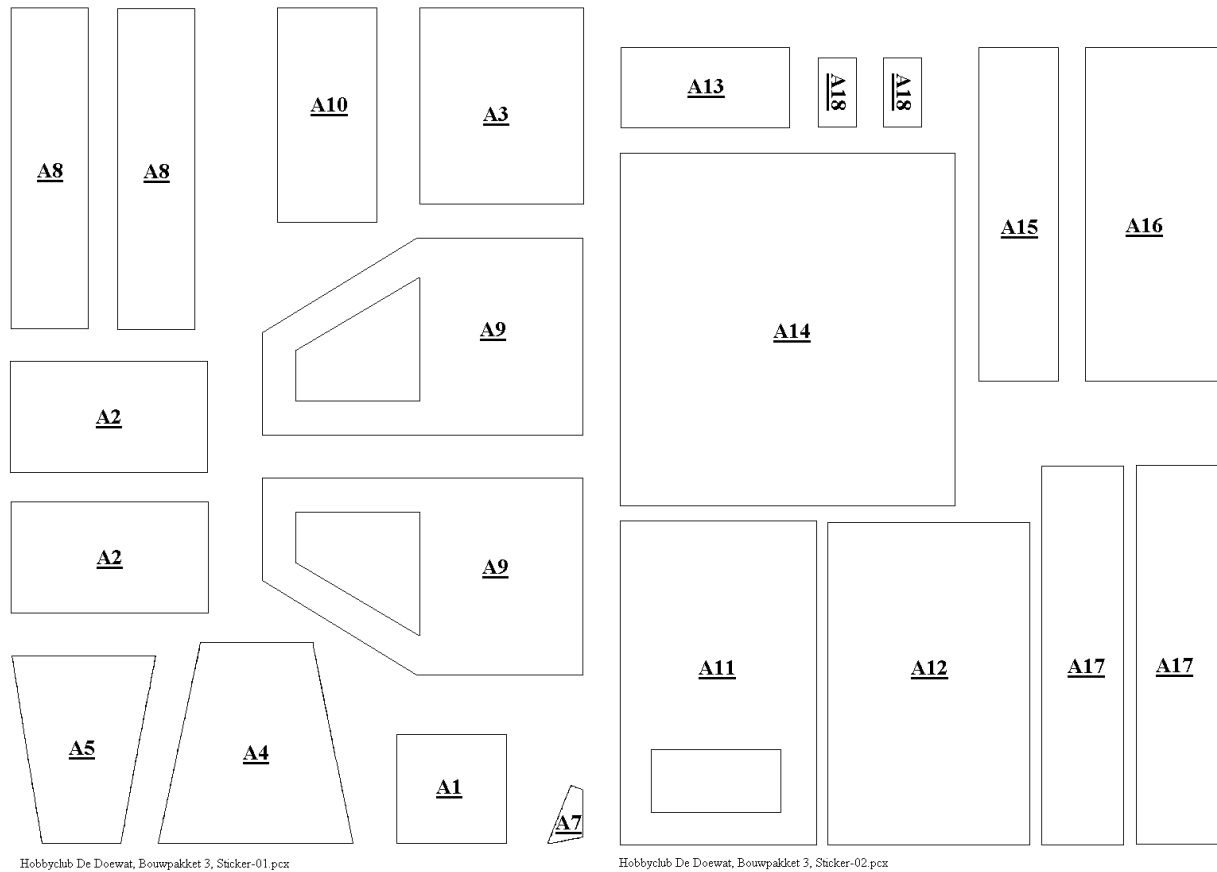 A10
A3
A8
A8
A9
A2
A2
A9
A5
A4
A1
A7
Hobbyclub De Doewat, Bouwpakket 3, Sticker-01.pcx
A13
A18
A18
A15
A16
A14
A11
A12
A17
A17
Hobbyclub De Doewat, Bouwpakket 3, Sticker-02.pcx